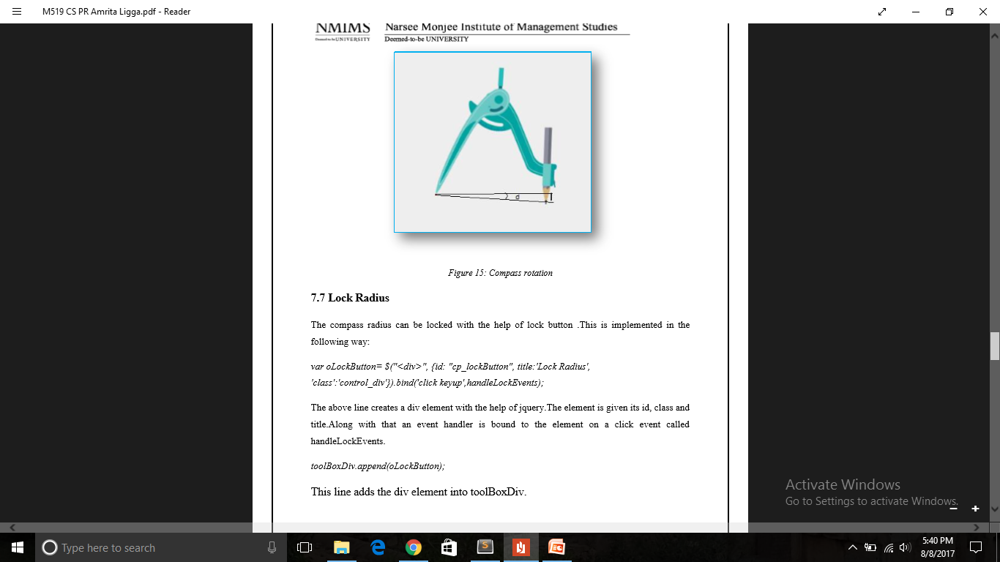 M519 CS PR Amrita Ligga.pdf - Reader
NMIMS
Deemed-to-be UNIVERSITY
Narsee Monjee Institute of Management Studies
Deemed-to-be UNIVERSITY
d
Figure 15: Compass rotation
7.7 Lock Radius
The compass radius can be locked with the help of lock button .This is implemented in the
following way:
var oLockButton= $("<div>", {id: "cp_lockButton", title:'Lock Radius',
'class':'control_div'}).bind('click keyup',handleLockEvents);
The above line creates a div element with the help of jquery.The element is given its id, class and
title.Along with that an event handler is bound to the element on a click event called
handleLockEvents.
toolBoxDiv.append(oLockButton);
This line adds the div element into toolBoxDiv.
Activate Windows
Go to Settings to activate Windows.
Type here to search
S
EC
5:40 PM
8/8/2017